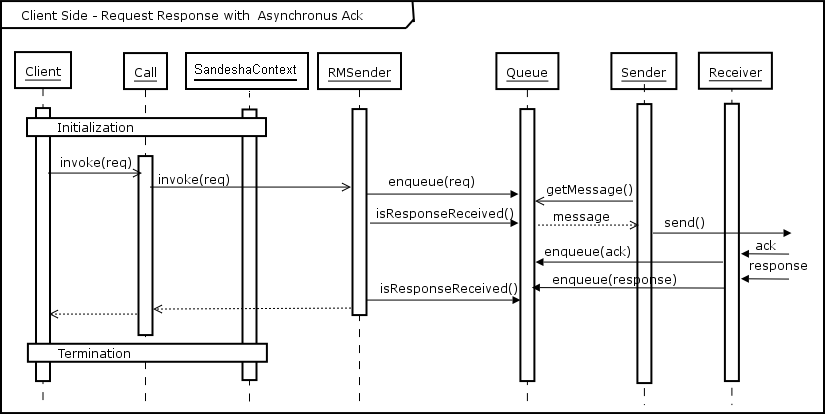 Client Side - Request Response with Asynchronus Ack
Client
Call
SandeshaContext
RMSender
Queue
Sender
Receiver
Initialization
invoke(req)
invoke(req)
enqueue(req)
getMessage()
isResponseReceived()
message
send()
ack
enqueue(ack)
response
enqueue(response)
isResponseReceived()
Termination